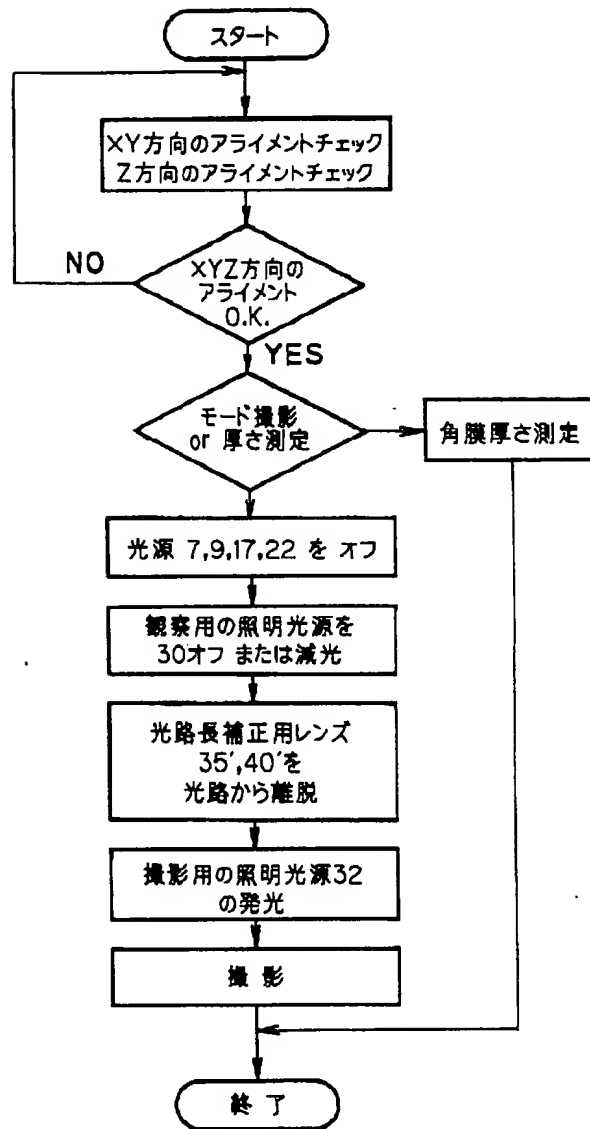 スタート
XY方向のアライメントチェック
Z方向のアライメントチェック
NO
XYZ方向の
アライメント
O.K.
YES
モード撮影
or 厚さ測定
角膜厚さ測定
光源 7,9,17,22 を オフ
観察用の照明光源を
30オフ または減光
光路長補正用レンズ
35′,40′を
光路から離脱
撮影用の照明光源32
の発光
撮 影
終 了